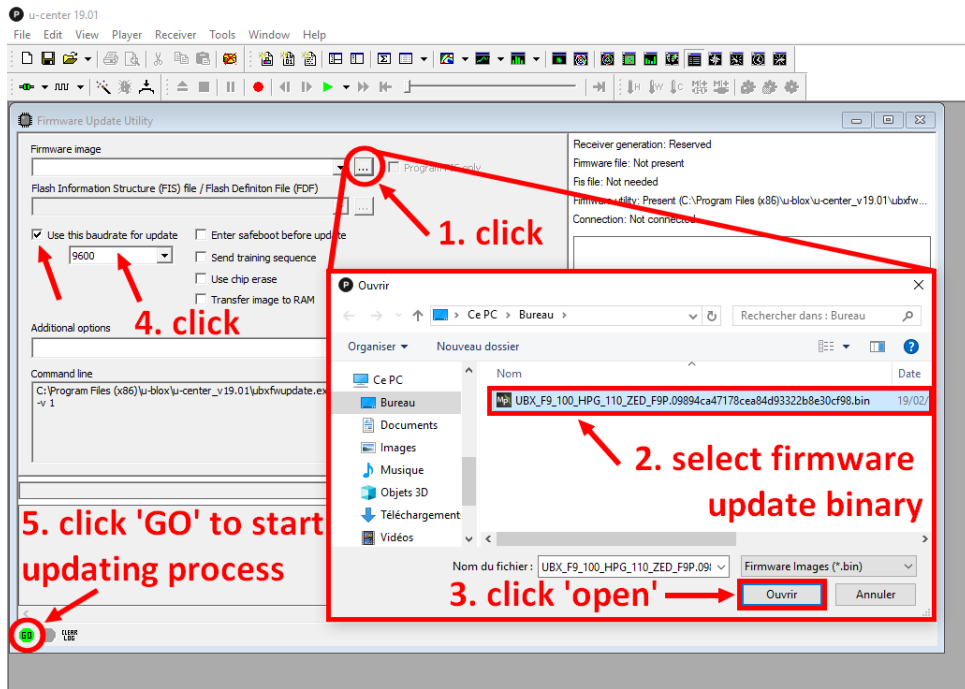 u-center 19.01
File Edit View Player Receiver Tools Window Help
Firmware Update Utility
Firmware image
... Program FIS only
Flash Information Structure (FIS) file / Flash Definiton File (FDF)
...
Use this baudrate for update
9600
Enter safeboot before update
Send training sequence
Use chip erase
Transfer image to RAM
Additional options
Command line
C:\Program Files (x86)\u-blox\u-center_v19.01\ubxfwupdate.ex
-v 1
Receiver generation: Reserved
Firmware file: Not present
Fis file: Not needed
Firmware utility: Present (C:\Program Files (x86)\u-blox\u-center_v19.01\ubxfw...
Connection: Not connected
1. click
4. click
Ouvrir
Ce PC > Bureau >
Rechercher dans : Bureau
Organiser
Nouveau dossier
Ce PC
Bureau
Documents
Images
Musique
Objets 3D
Téléchargement
Vidéos
Nom
Date
UBX_F9_100_HPG_110_ZED_F9P.09894ca47178cea84d93322b8e30cf98.bin
19/02/
2. select firmware
update binary
Nom du fichier :
UBX_F9_100_HPG_110_ZED_F9P.098
Firmware Images (*.bin)
3. click 'open'
Ouvrir
Annuler
5. click 'GO' to start
updating process
GO
CLEAR
LOG